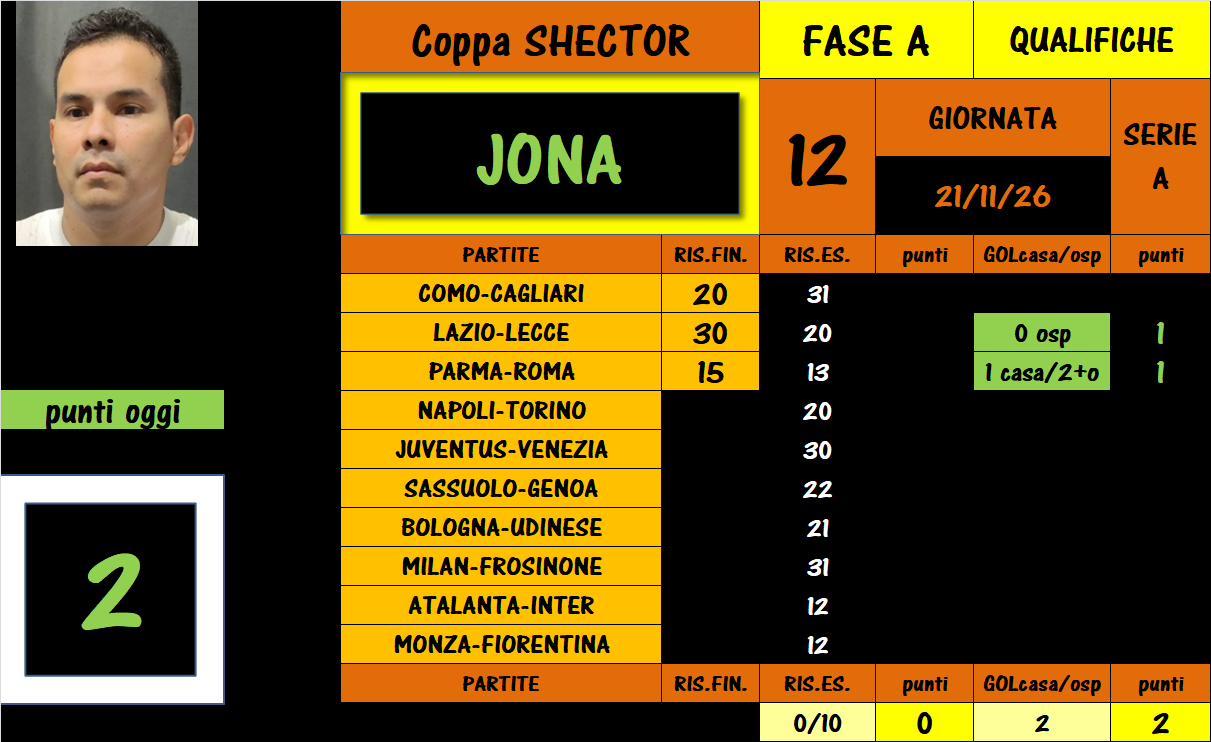 Coppa SHECTOR FASE A QUALIFICHE
JONA 12 GIORNATA SERIE A
21/11/26
PARTITE RIS.FIN. RIS.ES. punti GOLcasa/osp punti
COMO-CAGLIARI 20 31
LAZIO-LECCE 30 20 0 osp 1
PARMA-ROMA 15 13 1 casa/2+o 1
punti oggi NAPOLI-TORINO 20
JUVENTUS-VENEZIA 30
SASSUOLO-GENOA 22
BOLOGNA-UDINESE 21
2 MILAN-FROSINONE 31
ATALANTA-INTER 12
MONZA-FIORENTINA 12
PARTITE RIS.FIN. RIS.ES. punti GOLcasa/osp punti
0/10 0 2 2